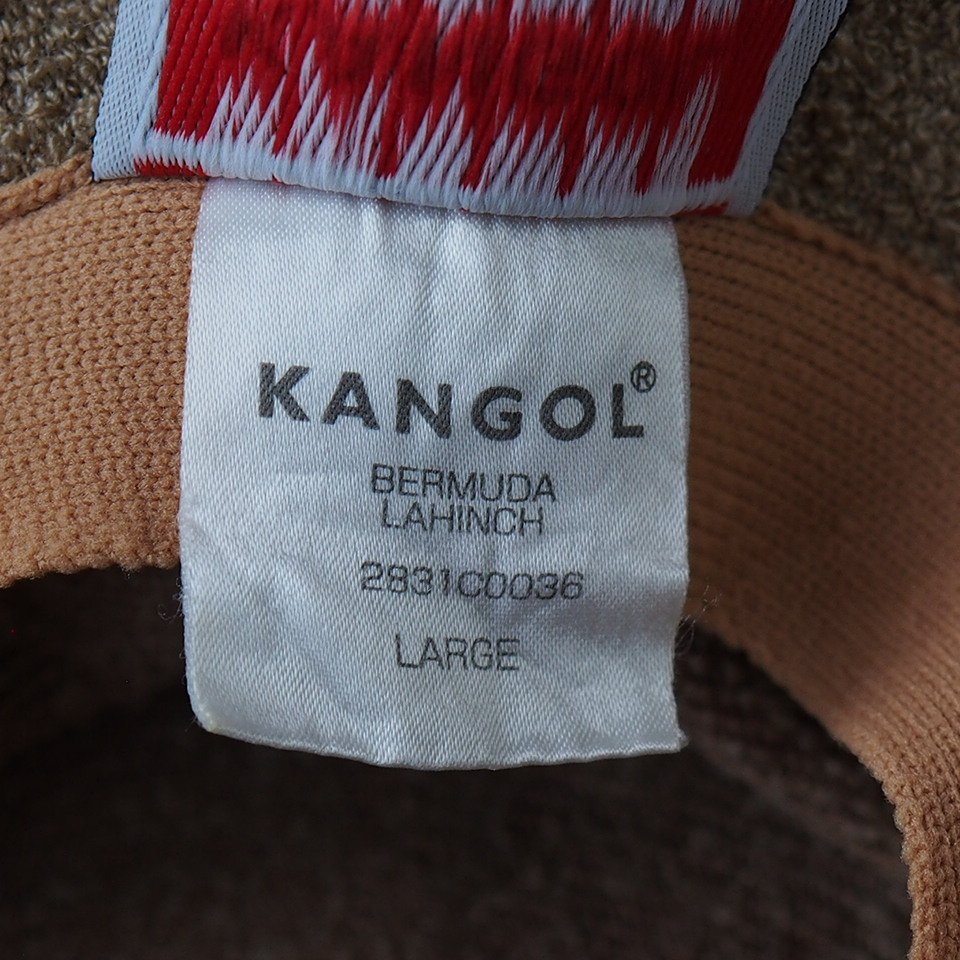 KANGOL®
BERMUDA
LAHINCH
2831C0036
LARGE